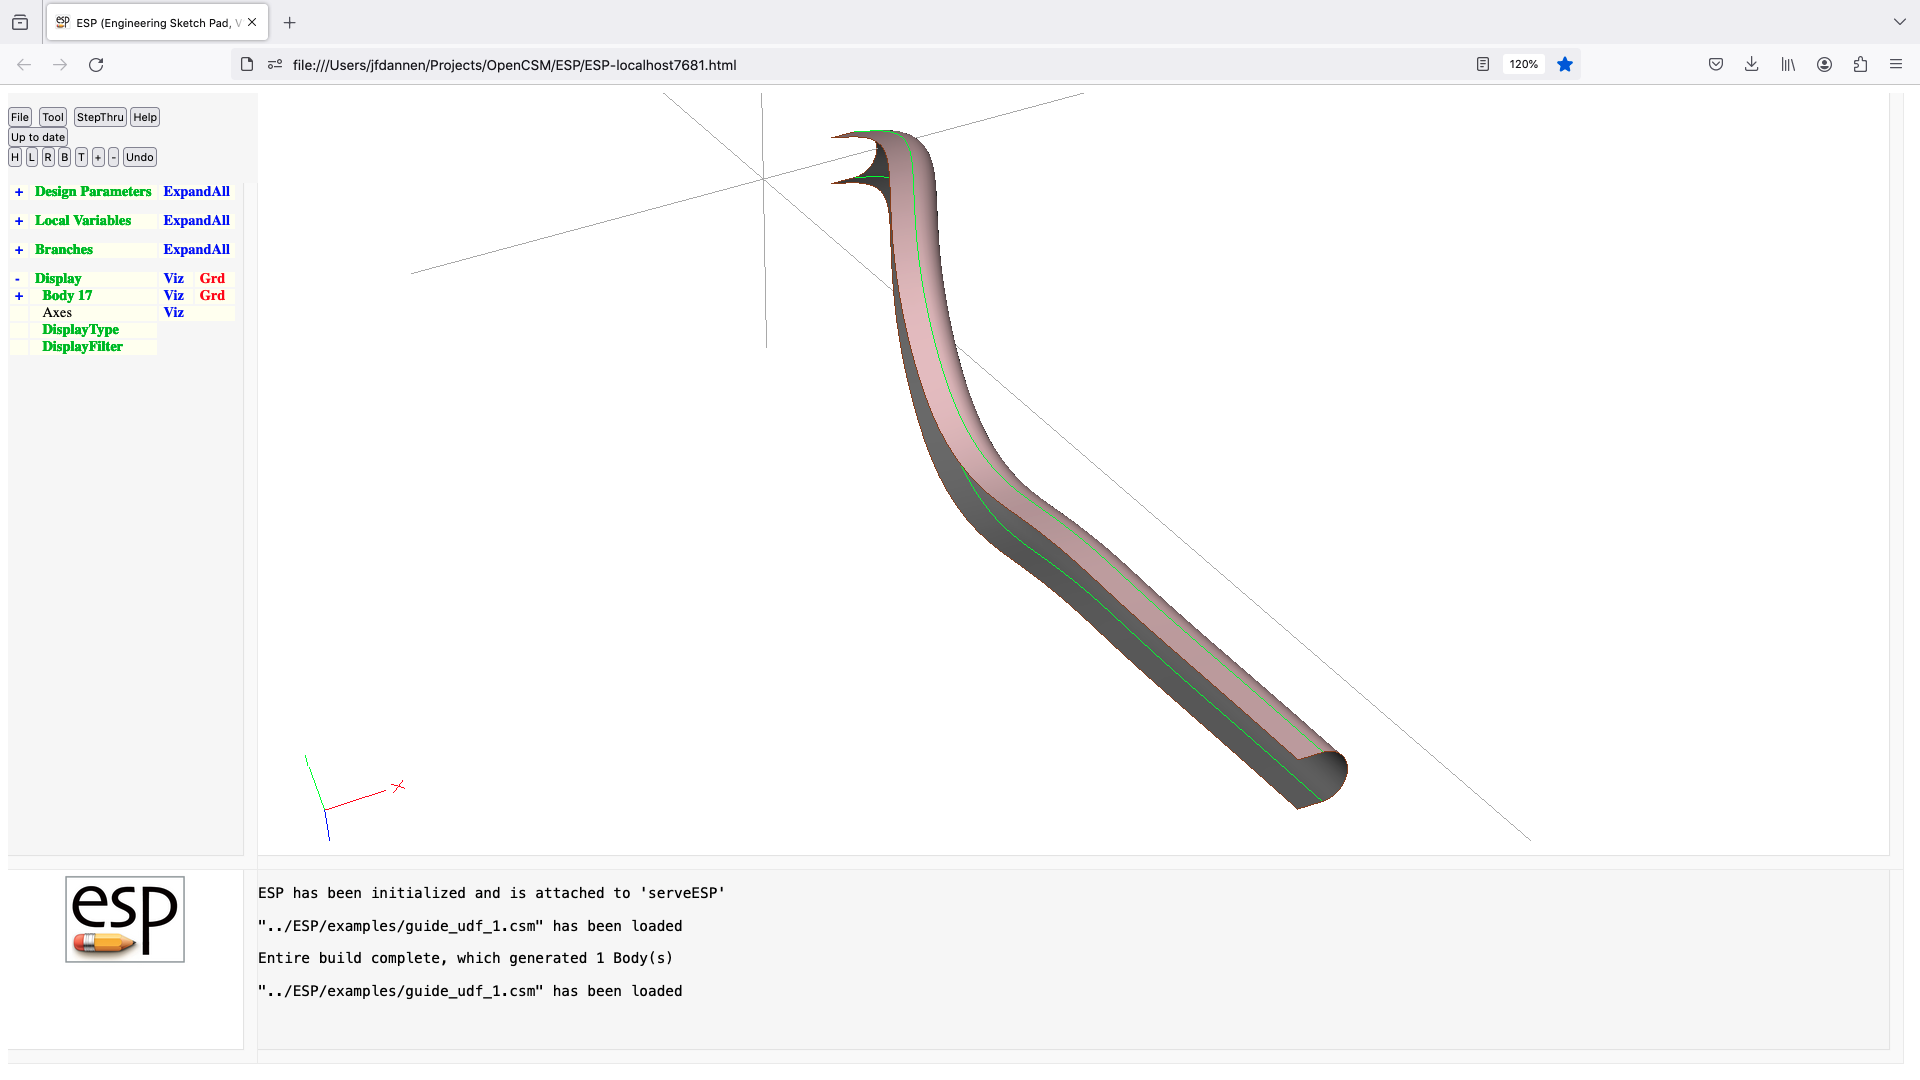 ESP (Engineering Sketch Pad, V
file:///Users/jfdannen/Projects/OpenCSM/ESP/ESP-localhost7681.html
120%
File Tool StepThru Help
Up to date
H L R B T + - Undo
+ Design Parameters ExpandAll
+ Local Variables ExpandAll
+ Branches ExpandAll
- Display Viz Grd
+ Body 17 Viz Grd
Axes Viz
DisplayType
DisplayFilter
X
esp
ESP has been initialized and is attached to 'serveESP'
"../ESP/examples/guide_udf_1.csm" has been loaded
Entire build complete, which generated 1 Body(s)
"../ESP/examples/guide_udf_1.csm" has been loaded